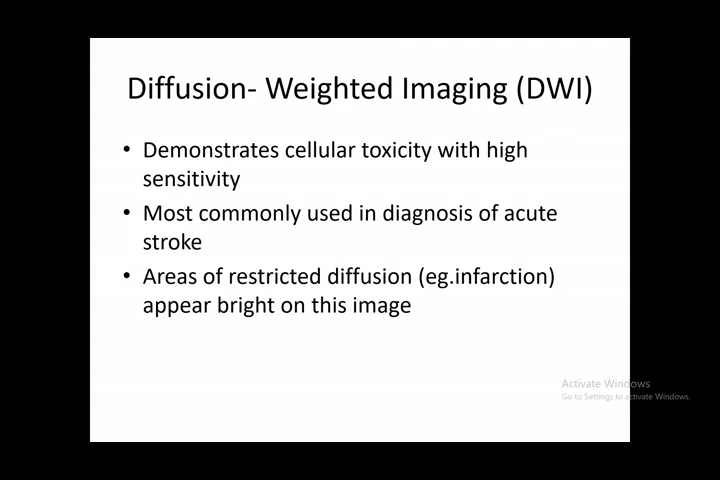 Diffusion- Weighted Imaging (DWI)
• Demonstrates cellular toxicity with high
sensitivity
• Most commonly used in diagnosis of acute
stroke
• Areas of restricted diffusion (eg.infarction)
appear bright on this image
Activate Windows
Go to Settings to activate Windows.